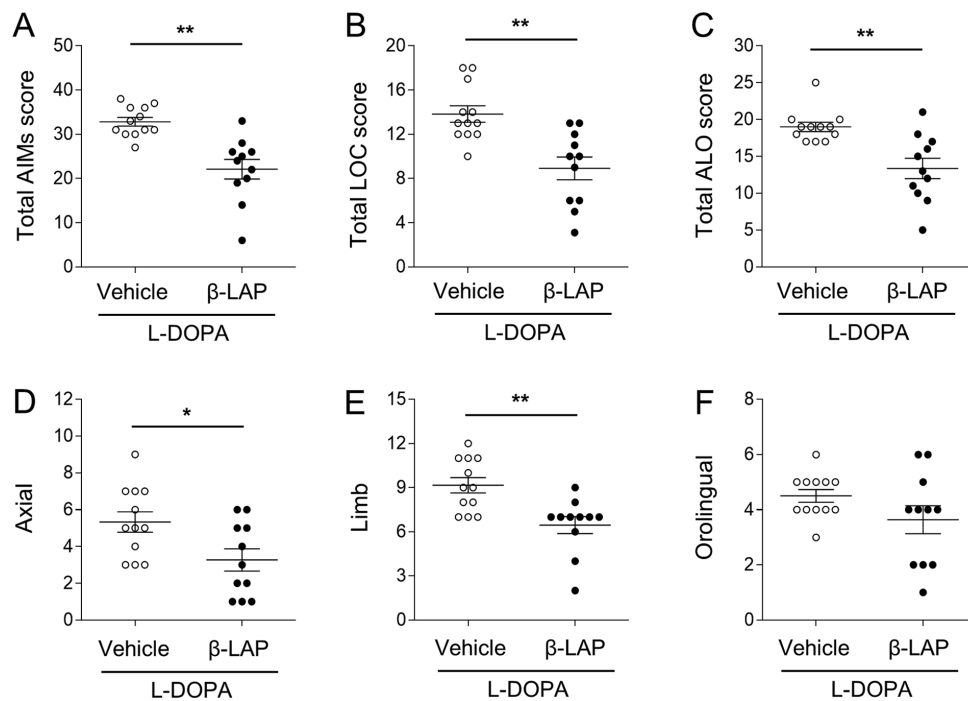 A
**
Total AIMs score
50
40
30
20
10
0
Vehicle β-LAP
L-DOPA
B
**
Total LOC score
20
16
12
8
4
0
Vehicle β-LAP
L-DOPA
C
**
Total ALO score
30
25
20
15
10
5
0
Vehicle β-LAP
L-DOPA
D
*
Axial
12
10
8
6
4
2
0
Vehicle β-LAP
L-DOPA
E
**
Limb
15
12
9
6
3
0
Vehicle β-LAP
L-DOPA
F
Orolingual
8
6
4
2
0
Vehicle β-LAP
L-DOPA